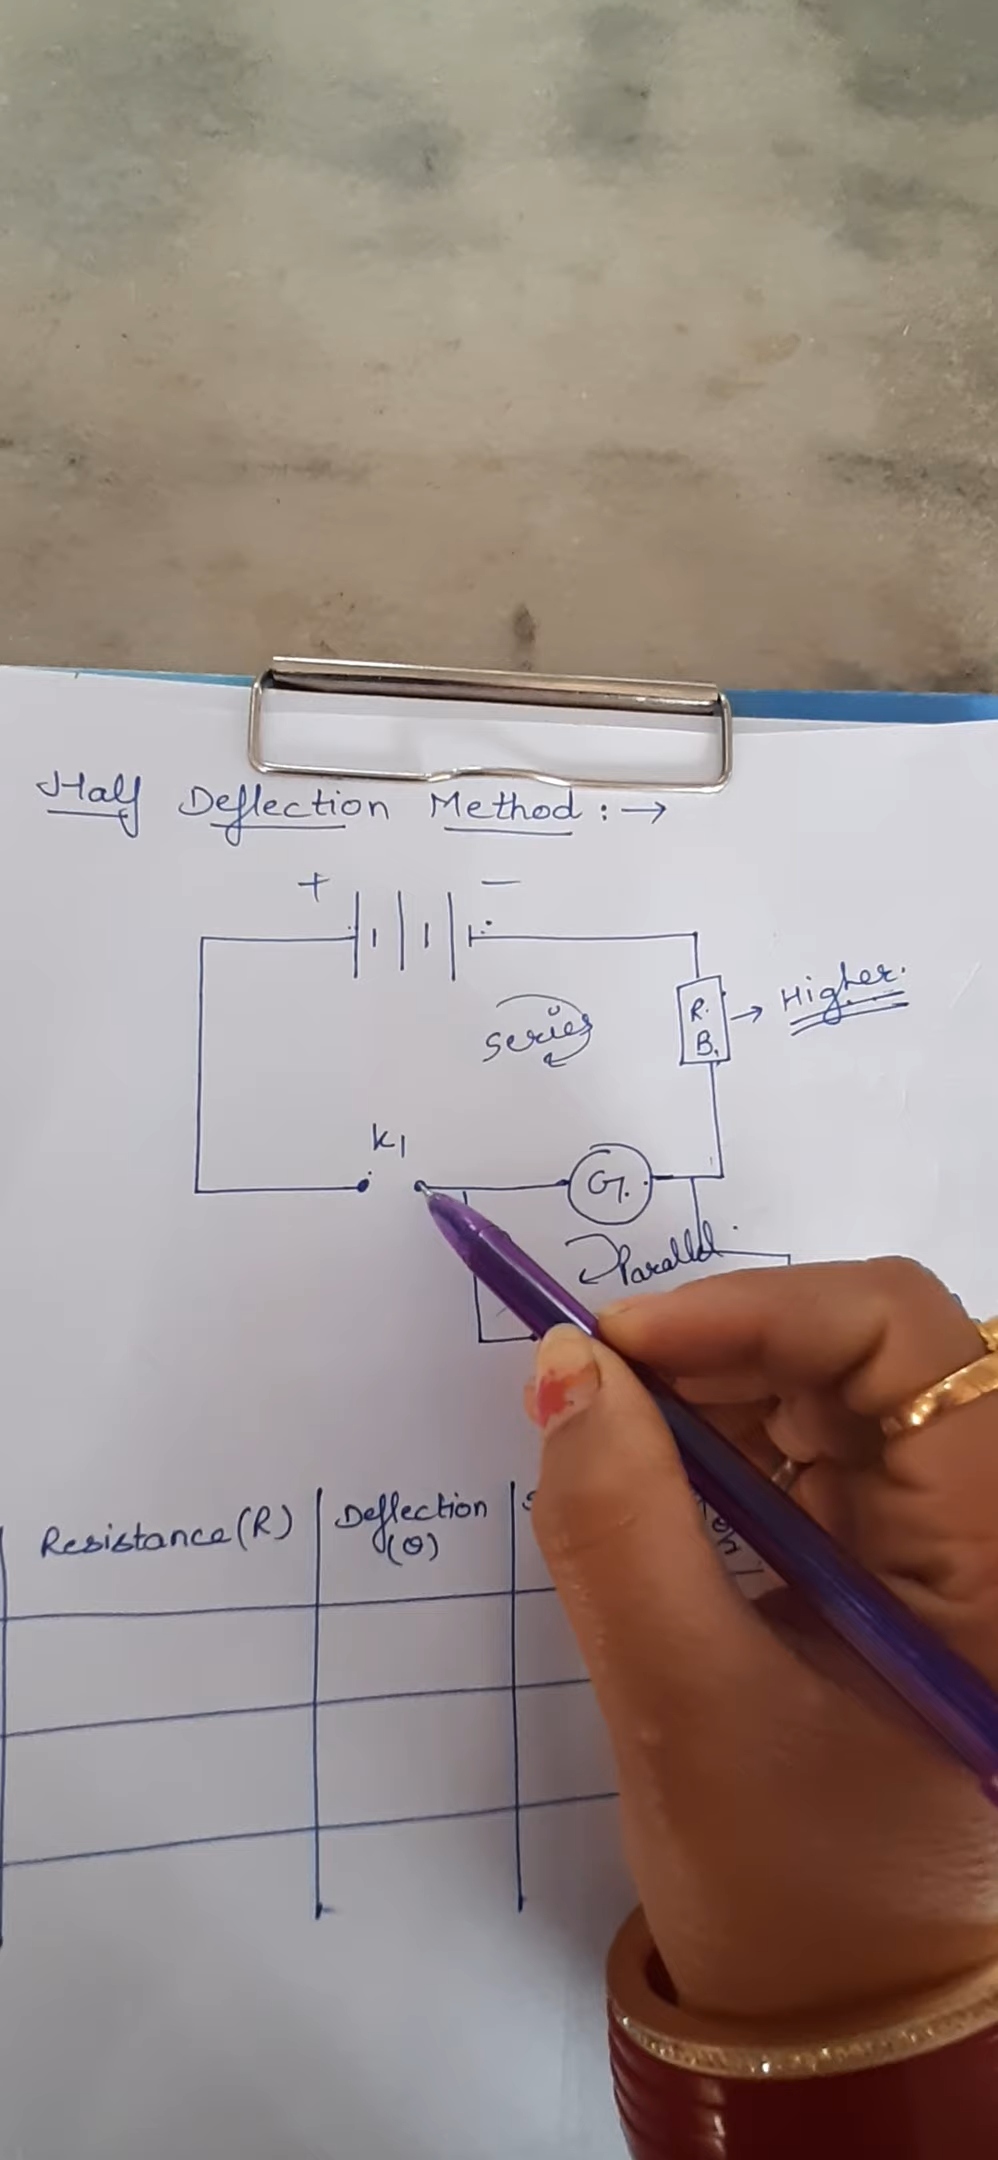 Half Deflection Method : →
+ −
R.
B.
→ Higher.
Series
K1
G.
Parallel
Resistance (R)
Deflection
(θ)